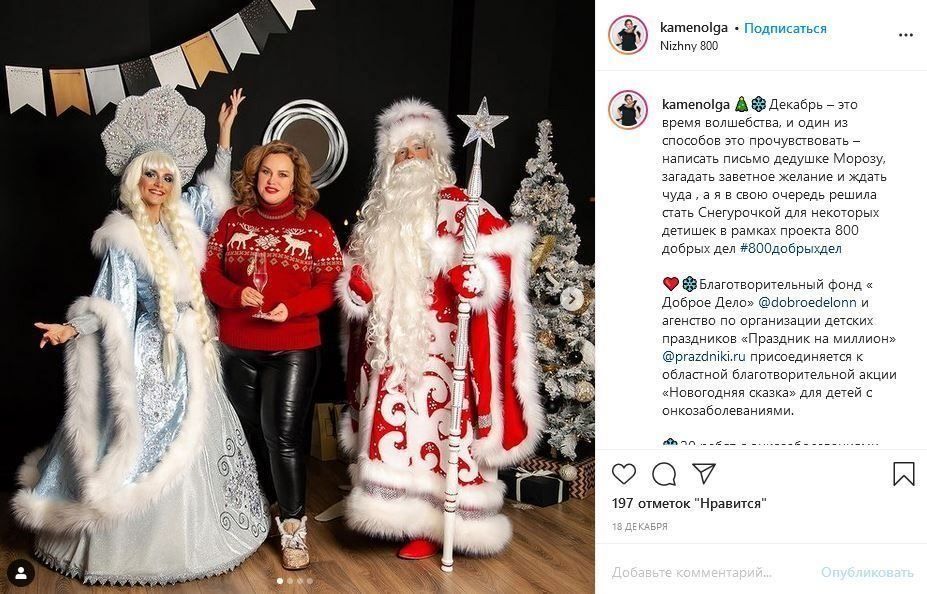 kamenolga • Подписаться
Nizhny 800
kamenolga 🎄❄️Декабрь – это
время волшебства, и один из
способов это прочувствовать –
написать письмо дедушке Морозу,
загадать заветное желание и ждать
чуда , а я в свою очередь решила
стать Снегурочкой для некоторых
детишек в рамках проекта 800
добрых дел #800добрыхдел
❤️❄️Благотворительный фонд «
Доброе Дело» @dobroedelonn и
агенство по организации детских
праздников «Праздник на миллион»
@prazdniki.ru присоединяется к
областной благотворительной акции
«Новогодняя сказка» для детей с
онкозаболеваниями.
197 отметок "Нравится"
18 ДЕКАБРЯ
Добавьте комментарий...
Опубликовать